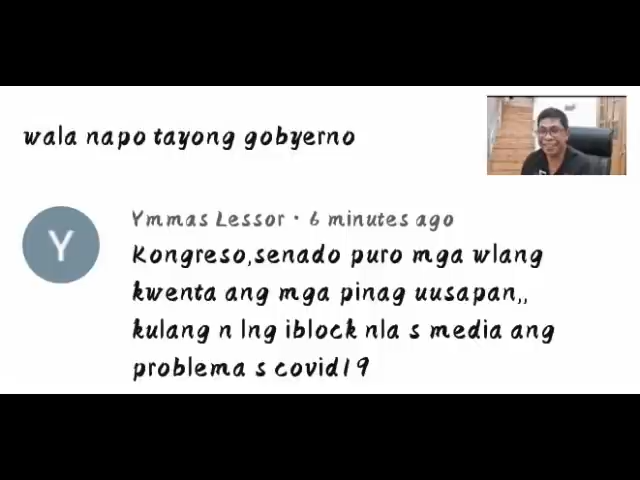 wala napo tayong gobyerno
Y
Ymmas Lessor · 6 minutes ago
Kongreso,senado puro mga wlang
kwenta ang mga pinag uusapan,,
kulang n lng iblock nla s media ang
problema s covid19